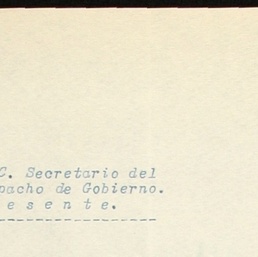 C. Secretario del
pacho de Gobierno.
e s e n t e.